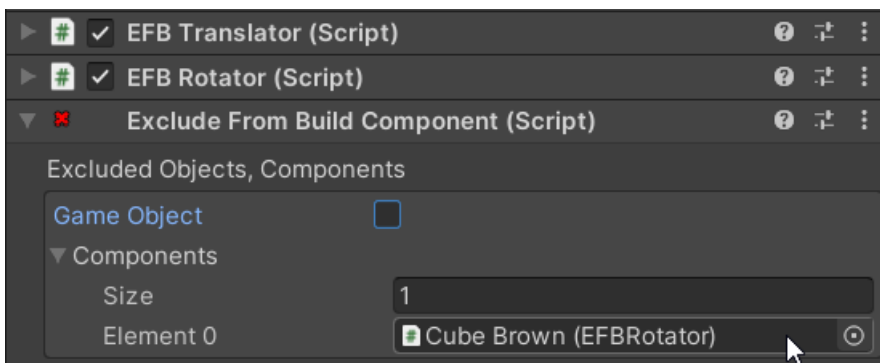 EFB Translator (Script)
EFB Rotator (Script)
Exclude From Build Component (Script)
Excluded Objects, Components
Game Object
Components
Size 1
Element 0 Cube Brown (EFBRotator)